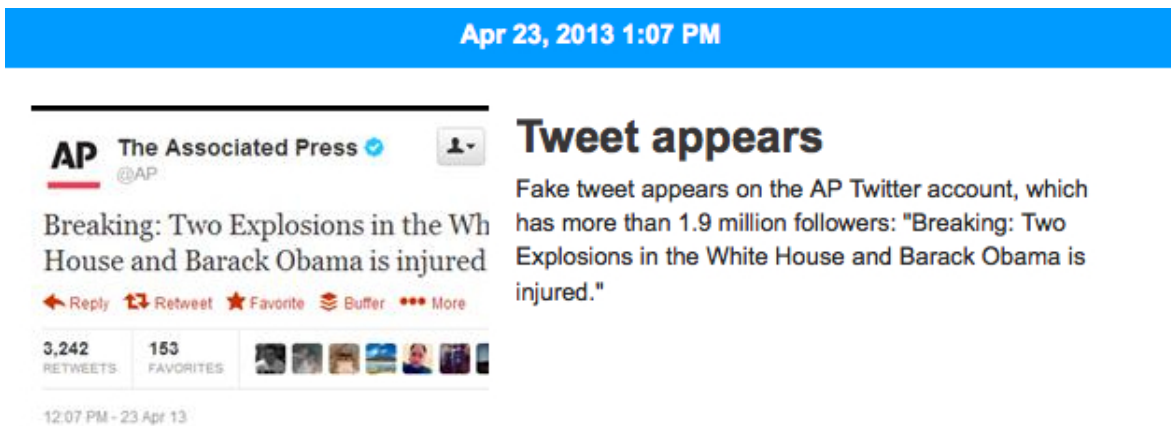 Apr 23, 2013 1:07 PM
AP
The Associated Press
@AP
Breaking: Two Explosions in the Wh
House and Barack Obama is injured
Reply Retweet Favorite Buffer More
3,242 153
RETWEETS FAVORITES
12:07 PM - 23 Apr 13
Tweet appears
Fake tweet appears on the AP Twitter account, which
has more than 1.9 million followers: "Breaking: Two
Explosions in the White House and Barack Obama is
injured."